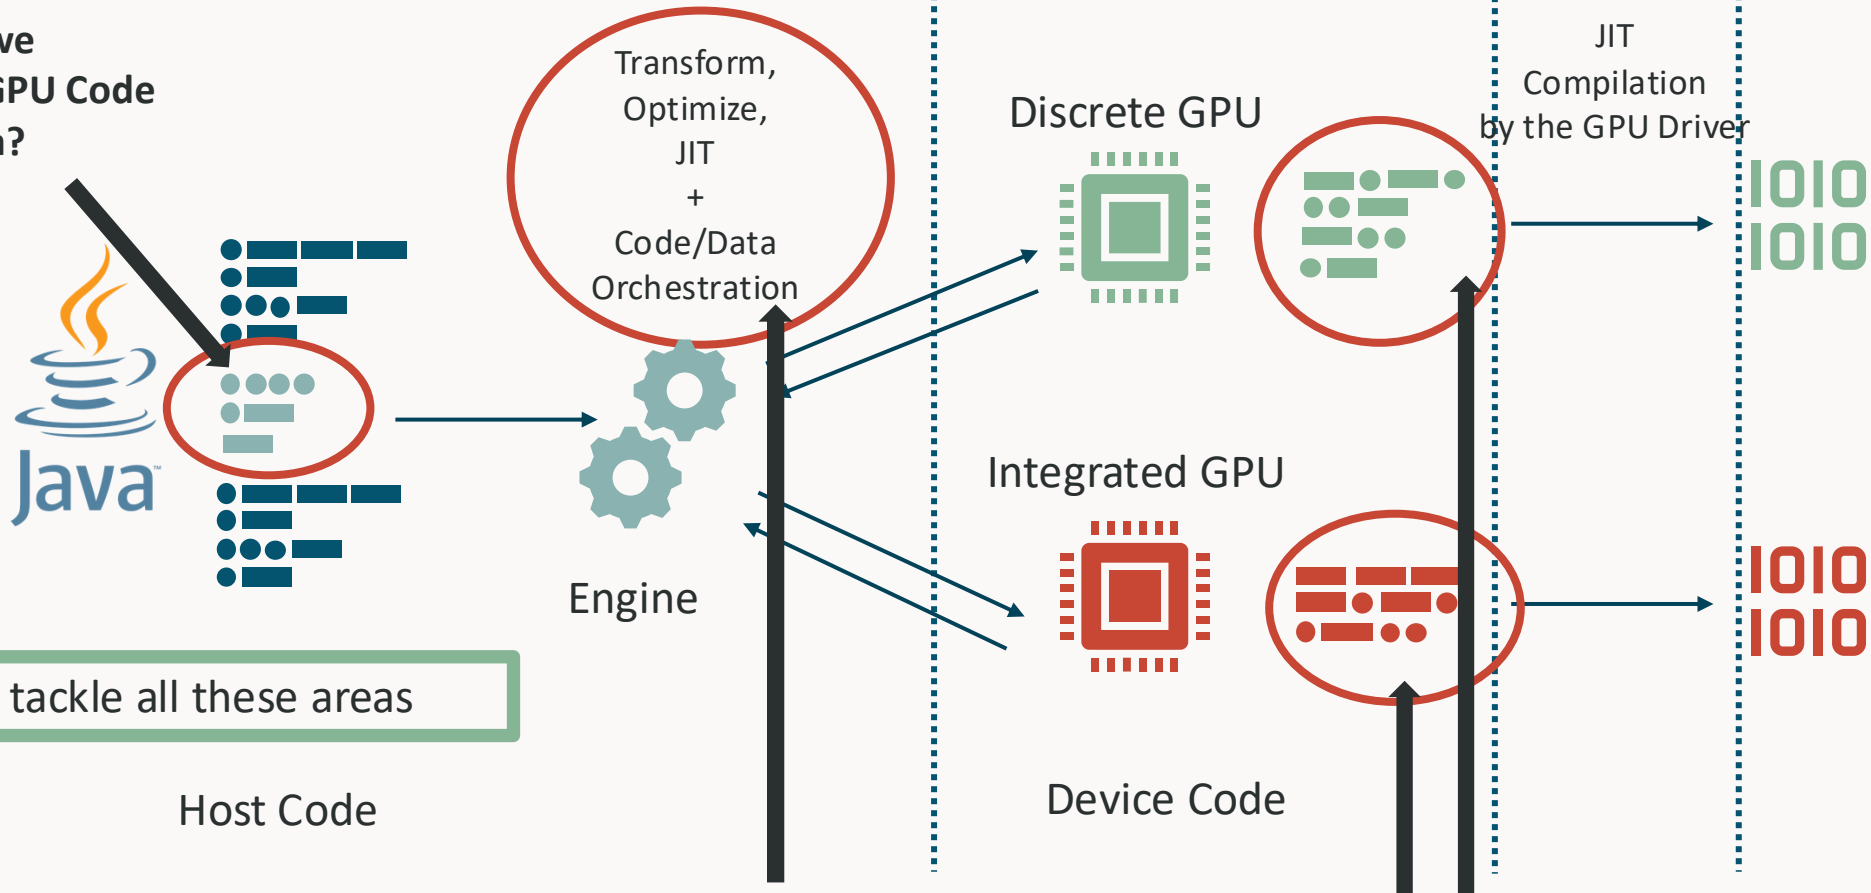 ve
GPU Code
n?
Transform,
Optimize,
JIT
+
Code/Data
Orchestration
Discrete GPU
JIT
Compilation
by the GPU Driver
1010
1010
Java™
Engine
Integrated GPU
1010
1010
tackle all these areas
Host Code
Device Code